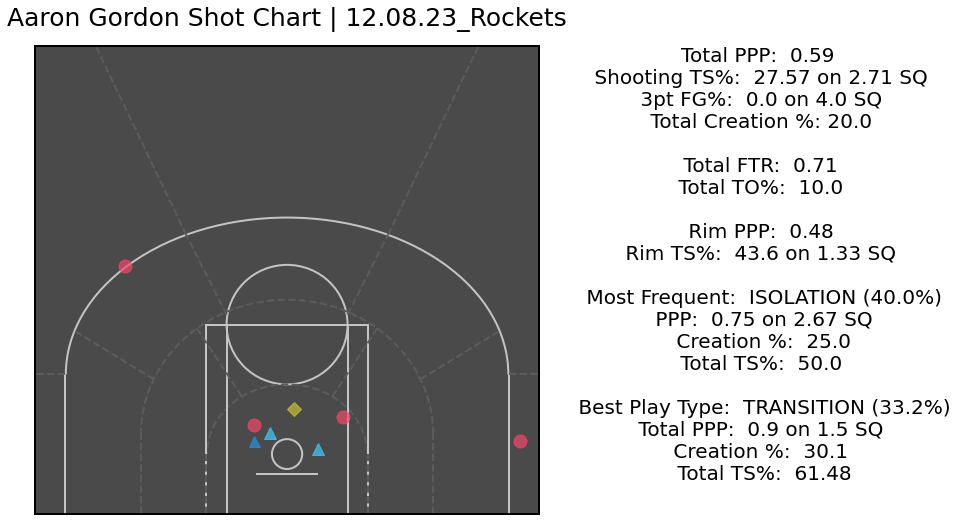 Aaron Gordon Shot Chart | 12.08.23_Rockets
Total PPP: 0.59
Shooting TS%: 27.57 on 2.71 SQ
3pt FG%: 0.0 on 4.0 SQ
Total Creation %: 20.0
Total FTR: 0.71
Total TO%: 10.0
Rim PPP: 0.48
Rim TS%: 43.6 on 1.33 SQ
Most Frequent: ISOLATION (40.0%)
PPP: 0.75 on 2.67 SQ
Creation %: 25.0
Total TS%: 50.0
Best Play Type: TRANSITION (33.2%)
Total PPP: 0.9 on 1.5 SQ
Creation %: 30.1
Total TS%: 61.48